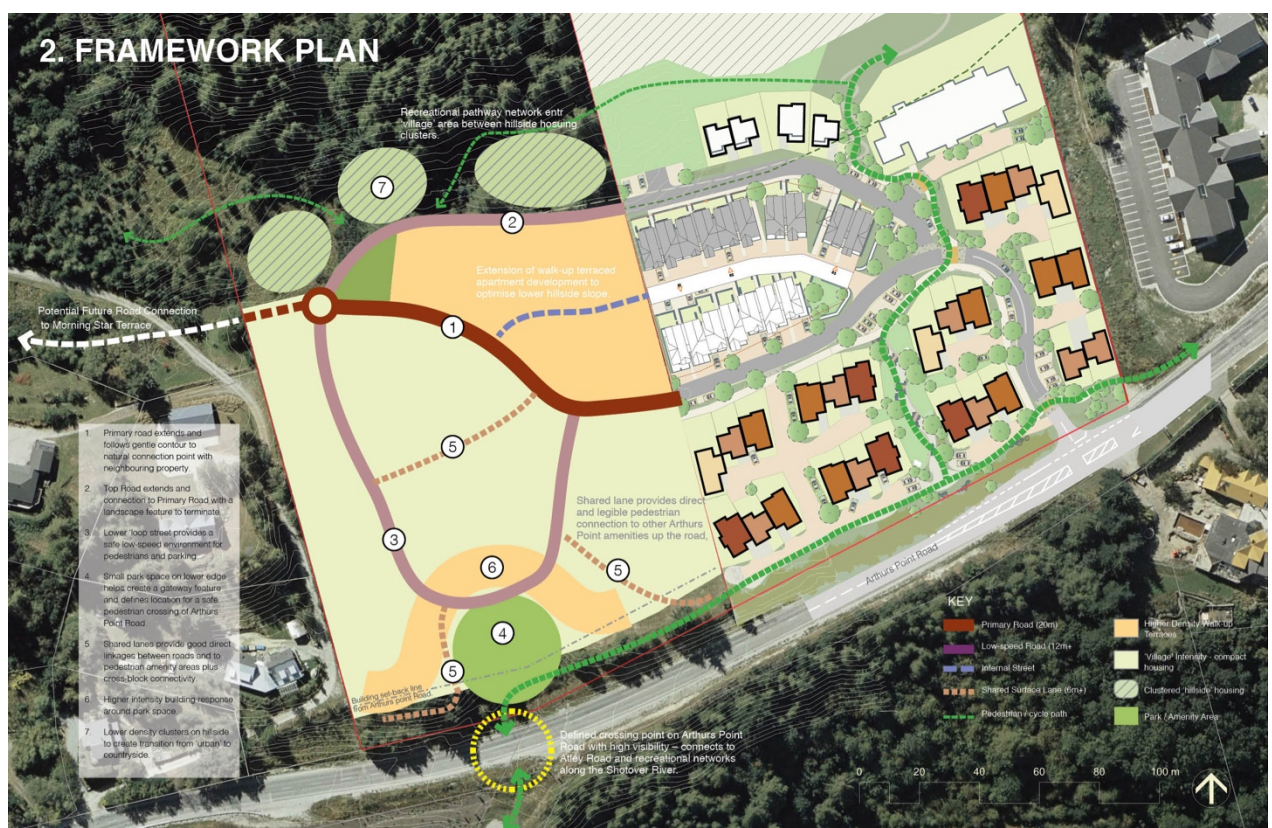 2. FRAMEWORK PLAN
Recreational pathway network entr
'village' area between hillside hosuing
clusters.
7
2
Extension of walk-up terraced
apartment development to
optimise lower hillside slope
Potential Future Road Connection
to Morning Star Terrace
1
5
1. Primary road extends and
follows gentle contour to
natural connection point with
neighbouring property.
2. Top Road extends and
connection to Primary Road with a
landscape feature to terminate.
3. Lower 'loop street provides a
safe low-speed environment for
pedestrians and parking.
4. Small park space on lower edge
helps create a gateway feature
and defines location for a safe
pedestrian crossing of Arthurs
Point Road.
5 Shared lanes provide good direct
linkages between roads and to
pedestrian amenity areas plus
cross-block connectivity.
6. Higher intensity building response
around park space.
7. Lower density clusters on hillside
to create transition from 'urban' to
countryside.
Shared lane provides direct
and legible pedestrian
connection to other Arthurs
Point amenities up the road,
3
6
5
4
5
Building set-back line
from Arthurs point Road.
Arthurs Point Road
Defined crossing point on Arthurs Point
Road with high visibility – connects to
Atley Road and recreational networks
along the Shotover River.
KEY
Primary Road (20m)
Low-speed Road (12m+
Internal Street
Shared Surface Lane (6m+)
Pedestrian / cycle path
Higher Density Walk-up
Terraces
'Village' Intensity - compact
housing
Clustered 'hillside' housing
Park / Amenity Area
0 20 40 60 80 100 m